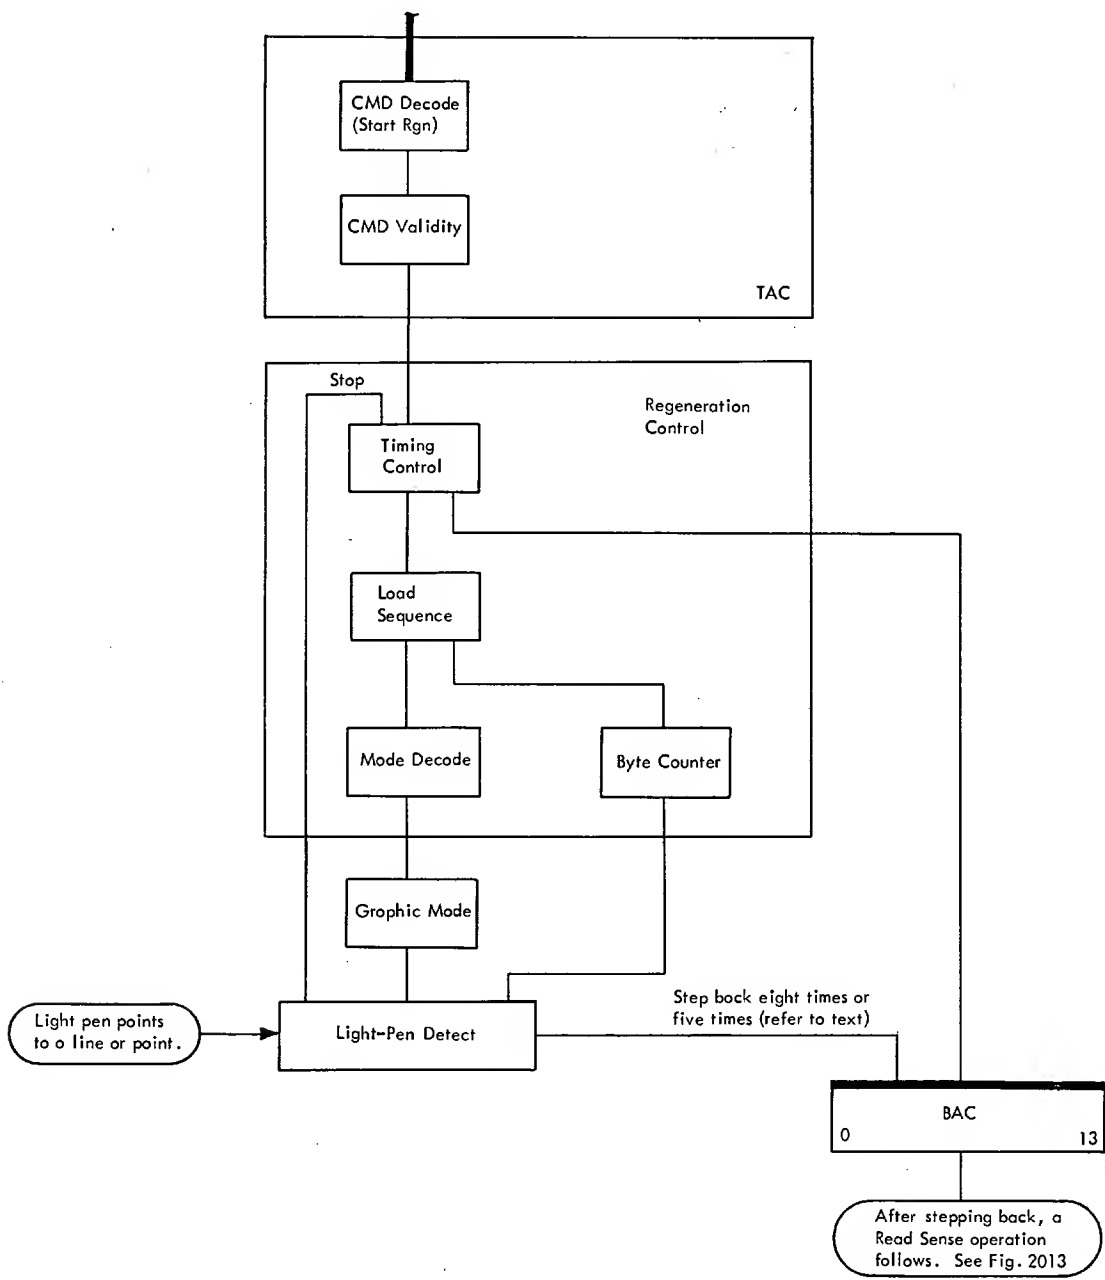 CMD Decode
(Start Rgn)
CMD Validity
TAC
Stop
Regeneration
Control
Timing
Control
Load
Sequence
Mode Decode
Byte Counter
Grophic Mode
Step bock eight times or
five times (refer to text)
Light pen points
to o line or point.
Light-Pen Detect
BAC
0
13
After stepping back, a
Read Sense operation
follows. See Fig. 2013